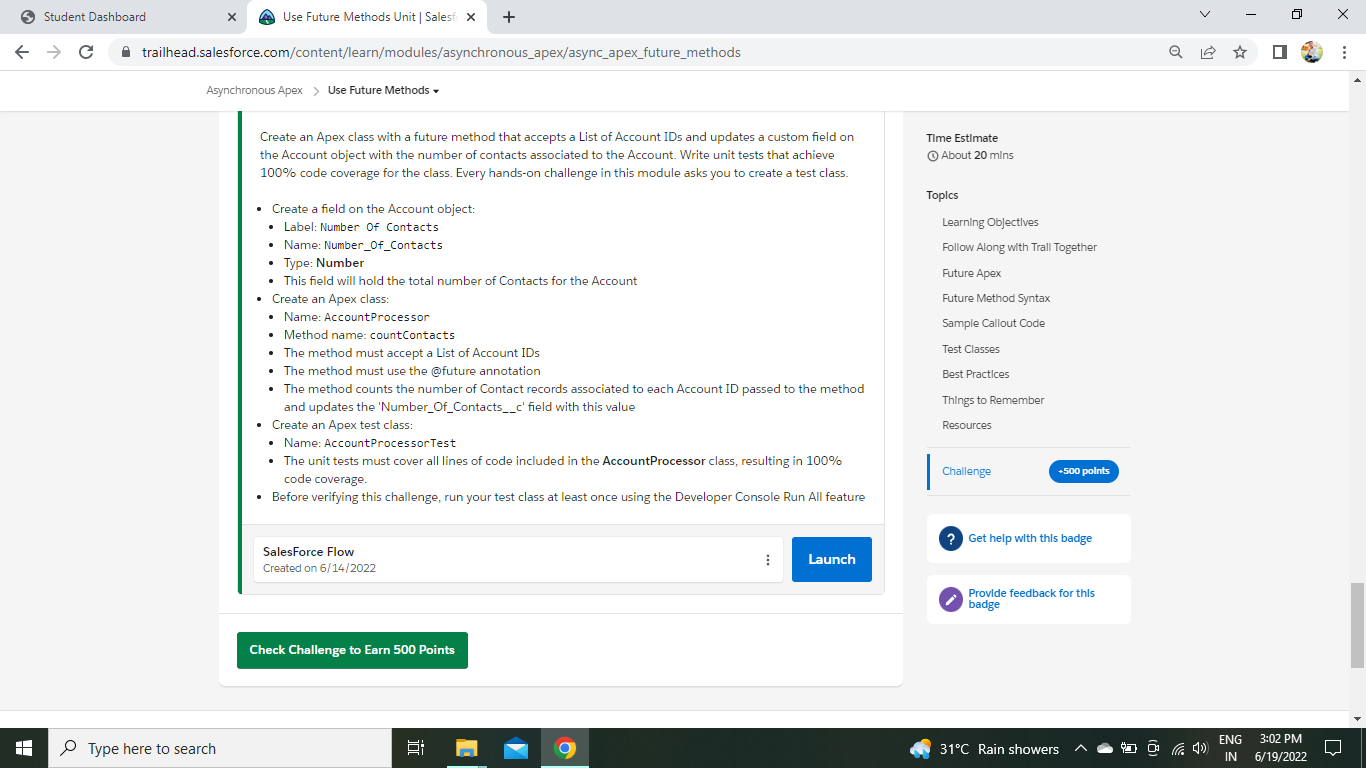 Student Dashboard
Use Future Methods Unit | Salesf
trailhead.salesforce.com/content/learn/modules/asynchronous_apex/async_apex_future_methods
Asynchronous Apex
Use Future Methods
Create an Apex class with a future method that accepts a List of Account IDs and updates a custom field on
the Account object with the number of contacts associated to the Account. Write unit tests that achieve
100% code coverage for the class. Every hands-on challenge in this module asks you to create a test class.
Create a field on the Account object:
Label: Number Of Contacts
Name: Number_Of_Contacts
Type: Number
This field will hold the total number of Contacts for the Account
Create an Apex class:
Name: AccountProcessor
Method name: countContacts
The method must accept a List of Account IDs
The method must use the @future annotation
The method counts the number of Contact records associated to each Account ID passed to the method
and updates the 'Number_Of_Contacts__c' field with this value
Create an Apex test class:
Name: AccountProcessorTest
The unit tests must cover all lines of code included in the AccountProcessor class, resulting in 100%
code coverage.
Before verifying this challenge, run your test class at least once using the Developer Console Run All feature
SalesForce Flow
Created on 6/14/2022
Launch
Check Challenge to Earn 500 Points
Time Estimate
About 20 mins
Topics
Learning Objectives
Follow Along with Trail Together
Future Apex
Future Method Syntax
Sample Callout Code
Test Classes
Best Practices
Things to Remember
Resources
Challenge
+500 points
Get help with this badge
Provide feedback for this
badge
Type here to search
31°C Rain showers
ENG
IN
3:02 PM
6/19/2022